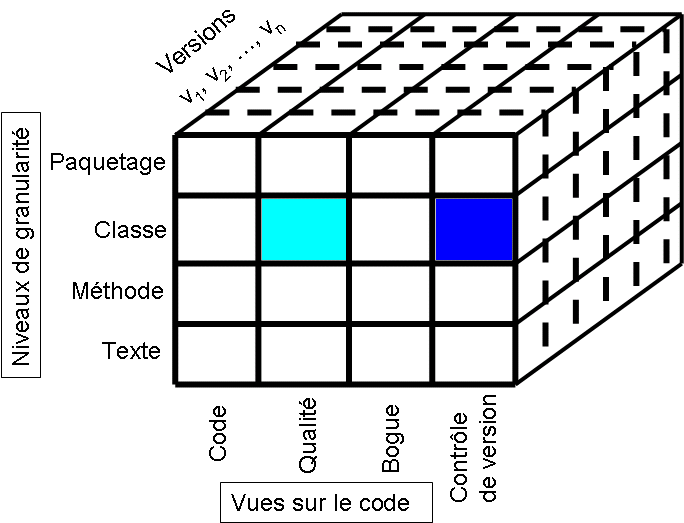 Versions
v1, v2, ..., vn
Niveaux de granularité
Paquetage
Classe
Méthode
Texte
Code
Qualité
Bogue
Contrôle
de version
Vues sur le code